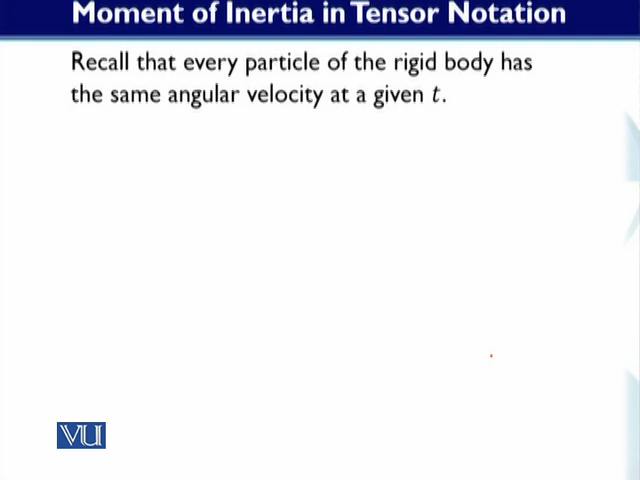 Moment of Inertia in Tensor Notation
Recall that every particle of the rigid body has
the same angular velocity at a given t.
VU